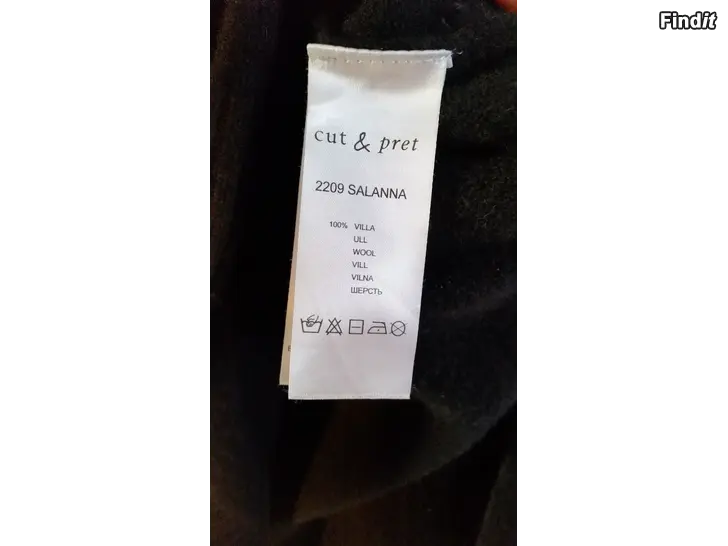 Findit
cut & pret
2209 SALANNA
100% VILLA
ULL
WOOL
VILL
VILNA
ШЕРСТЬ